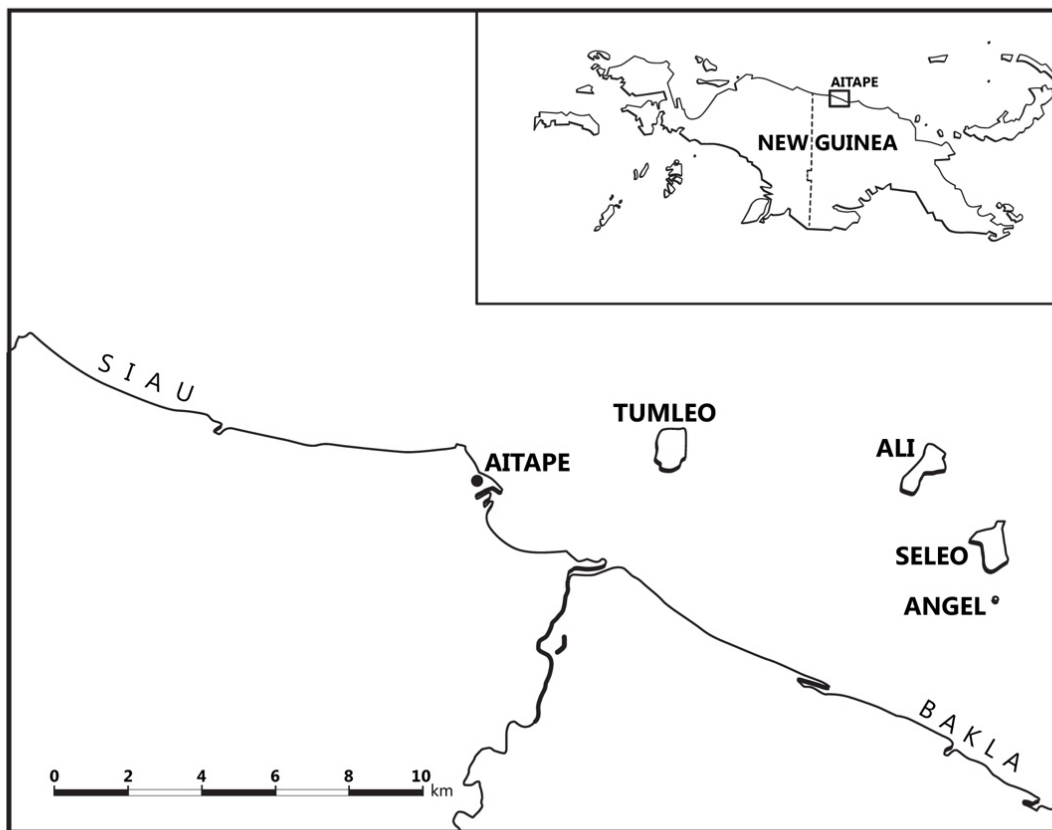 AITAPE
NEW GUINEA
SIAU
TUMLEO
ALI
AITAPE
SELEO
ANGEL
BAKLA
0 2 4 6 8 10
km